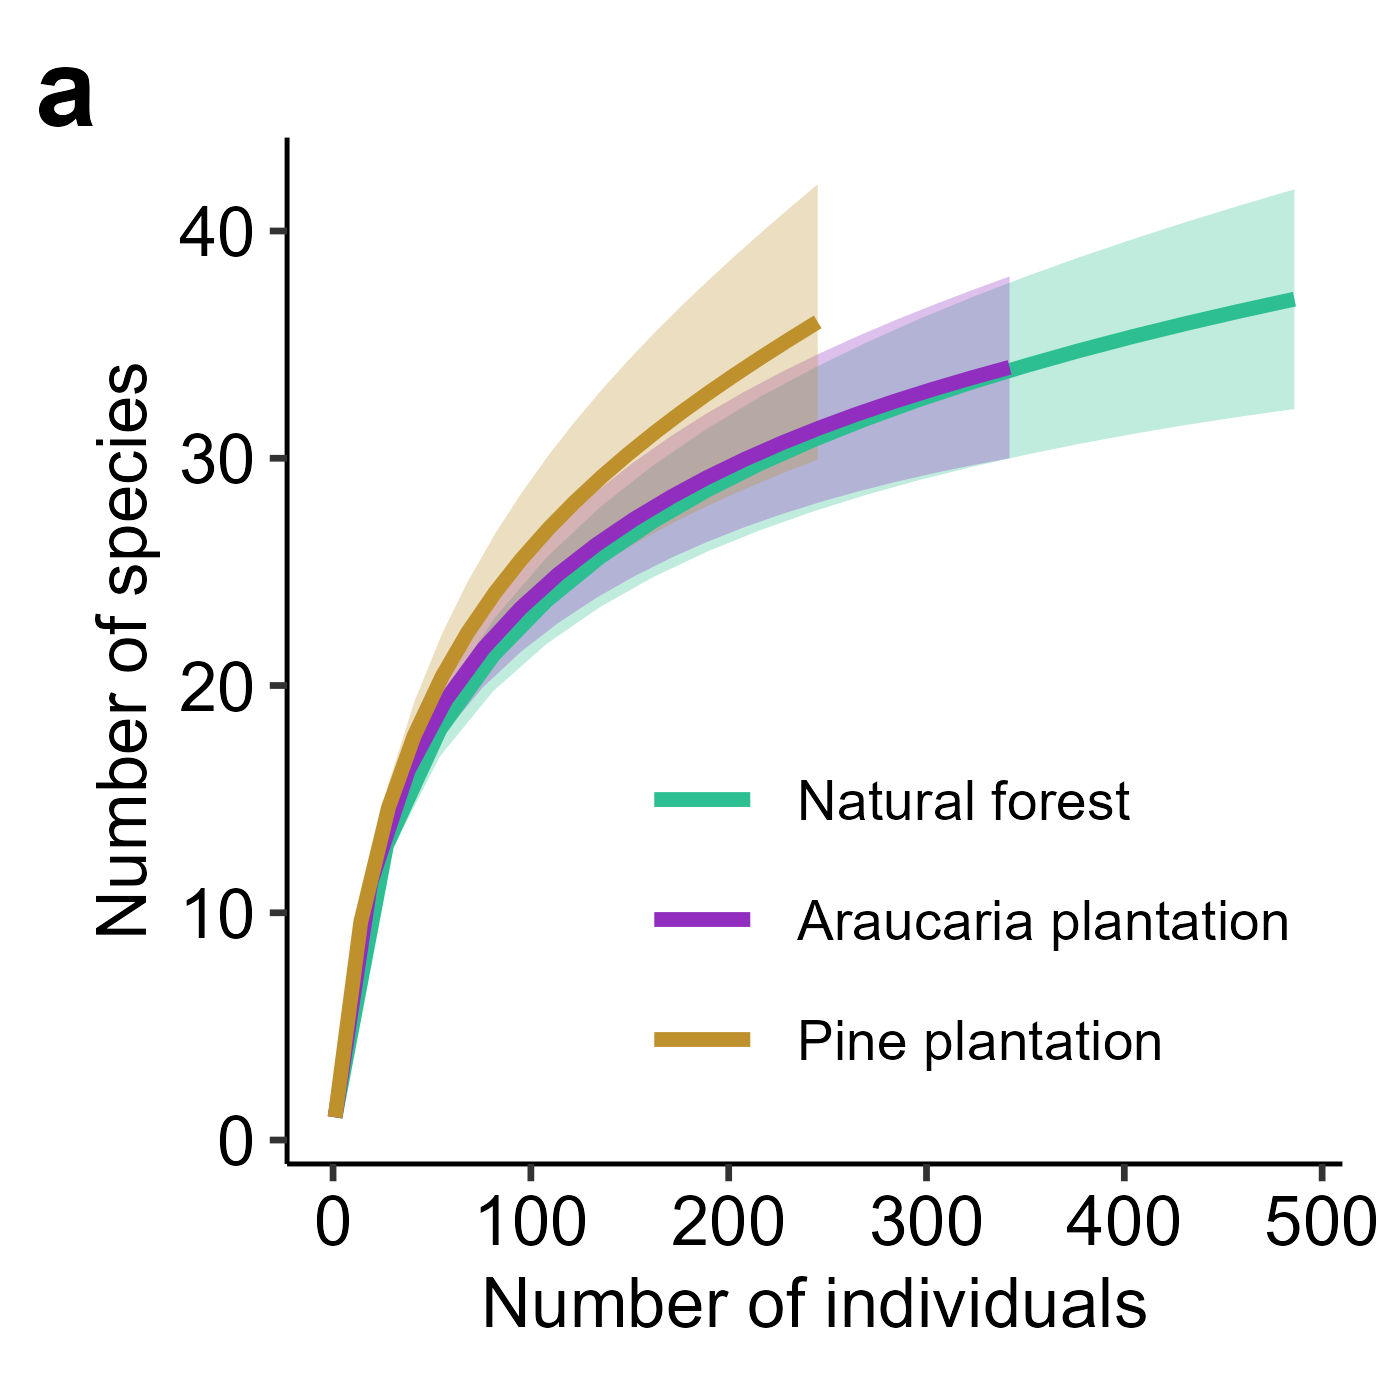 a
Number of species
40
30
20
10
0
Natural forest
Araucaria plantation
Pine plantation
0 100 200 300 400 500
Number of individuals